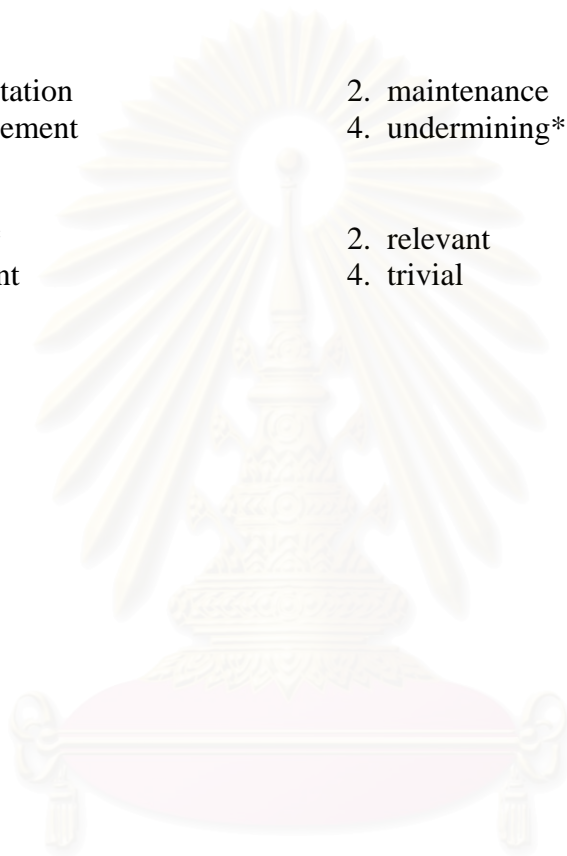 tation 2. maintenance
ement 4. undermining*
2. relevant
nt 4. trivial